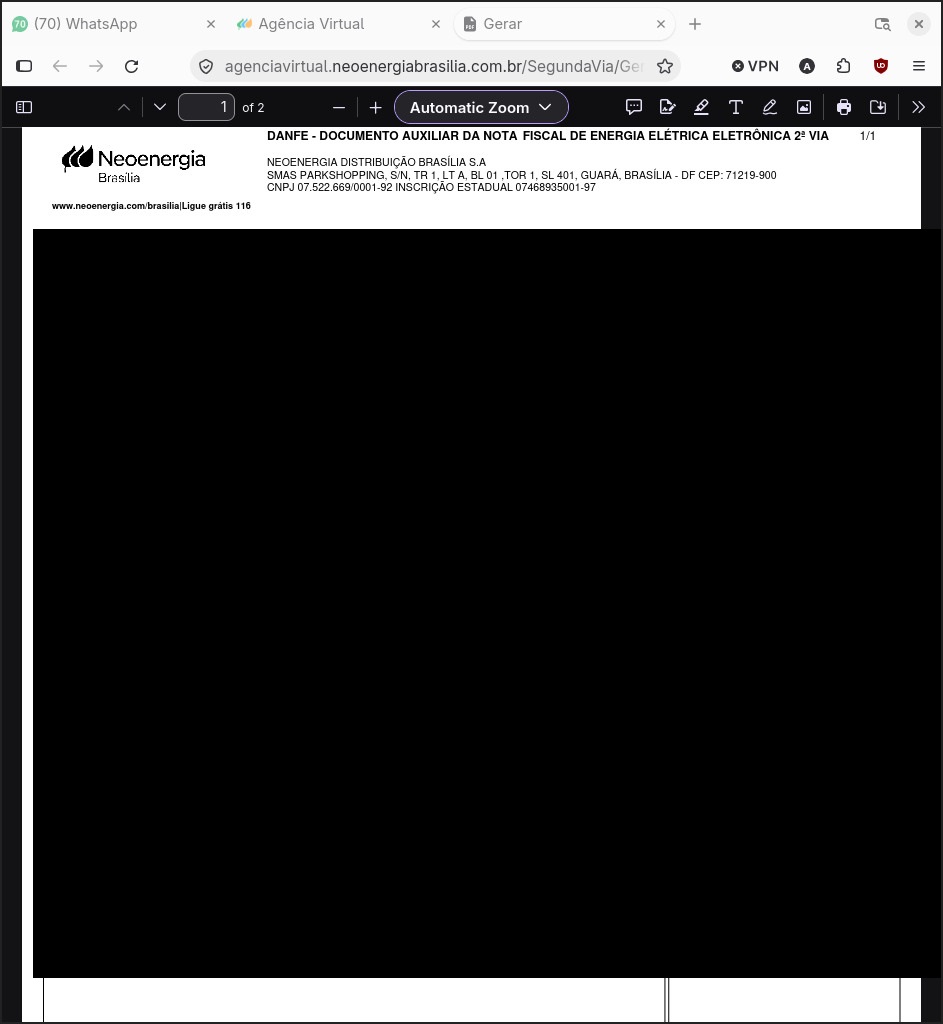 (70) WhatsApp
Agência Virtual
Gerar
agenciavirtual.neoenergiabrasilia.com.br/SegundaVia/Ge
VPN
1 of 2
Automatic Zoom
DANFE - DOCUMENTO AUXILIAR DA NOTA FISCAL DE ENERGIA ELÉTRICA ELETRÔNICA 2ª VIA 1/1
Neoenergia
Brasília
NEOENERGIA DISTRIBUIÇÃO BRASÍLIA S.A
SMAS PARKSHOPPING, S/N, TR 1, LT A, BL 01 ,TOR 1, SL 401, GUARÁ, BRASÍLIA - DF CEP: 71219-900
CNPJ 07.522.669/0001-92 INSCRIÇÃO ESTADUAL 07468935001-97
www.neoenergia.com/brasilia|Ligue grátis 116